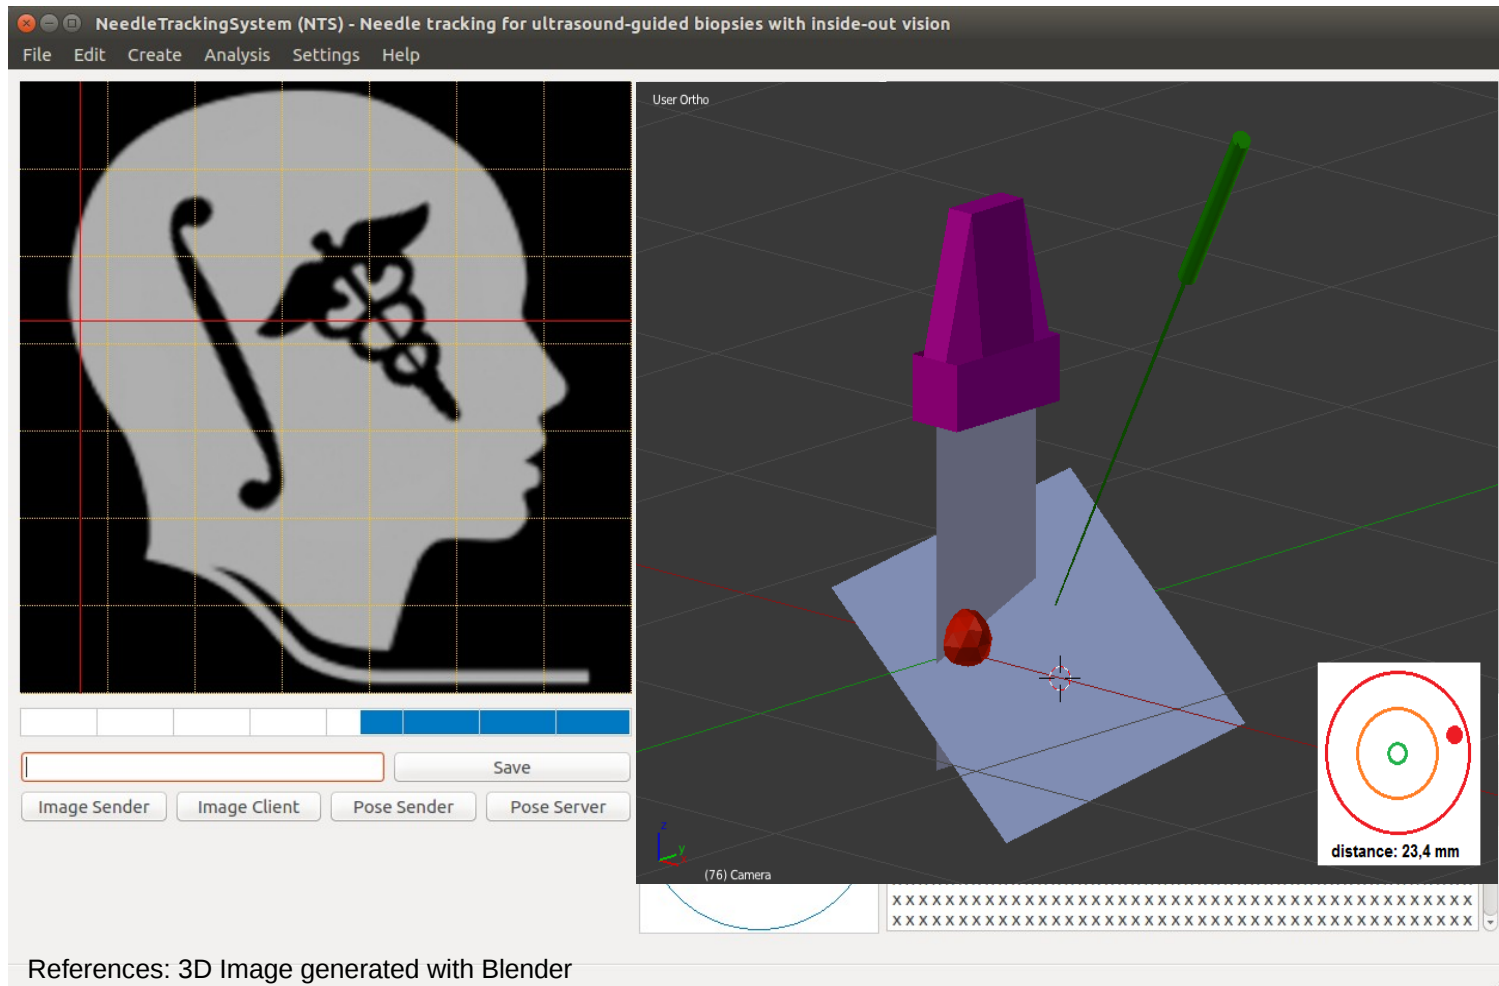 NeedleTrackingSystem (NTS) - Needle tracking for ultrasound-guided biopsies with inside-out vision
File Edit Create Analysis Settings Help
User Ortho
Save
Image Sender Image Client Pose Sender Pose Server
z
y
x
(76) Camera
distance: 23,4 mm
x x x x x x x x x x x x x x x x x x x x x x x x x x x x x x x x x x x x x x x x x x x x
x x x x x x x x x x x x x x x x x x x x x x x x x x x x x x x x x x x x x x x x x x x x
References: 3D Image generated with Blender